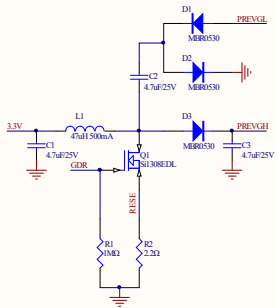 D1
PREVGL
MBR0530
D2
C2
4.7uF/25V
MBR0530
L1
D3
3.3V
PREVGH
47uH 500mA
MBR0530
C1
4.7uF/25V
Q1
Si1308EDL
C3
4.7uF/25V
GDR
RESE
R1
1MΩ
R2
2.2Ω